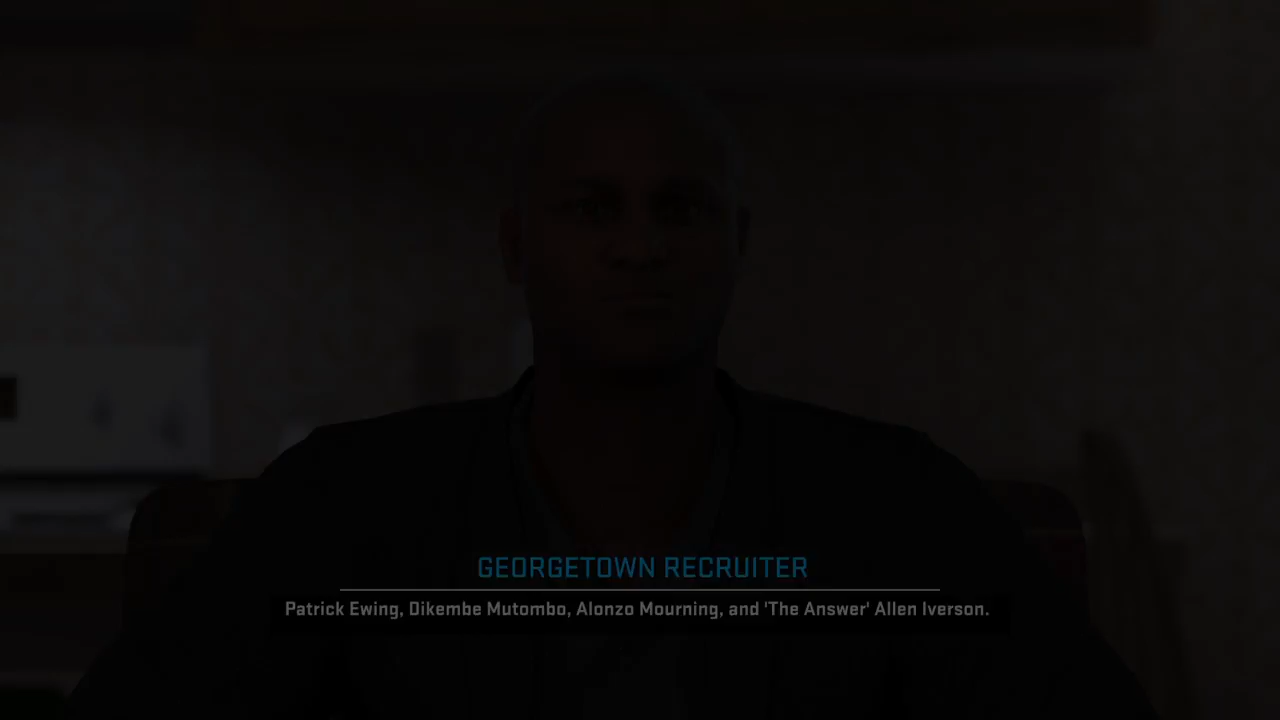 GEORGETOWN RECRUITER
Patrick Ewing, Dikembe Mutombo, Alonzo Mourning, and 'The Answer' Allen Iverson.